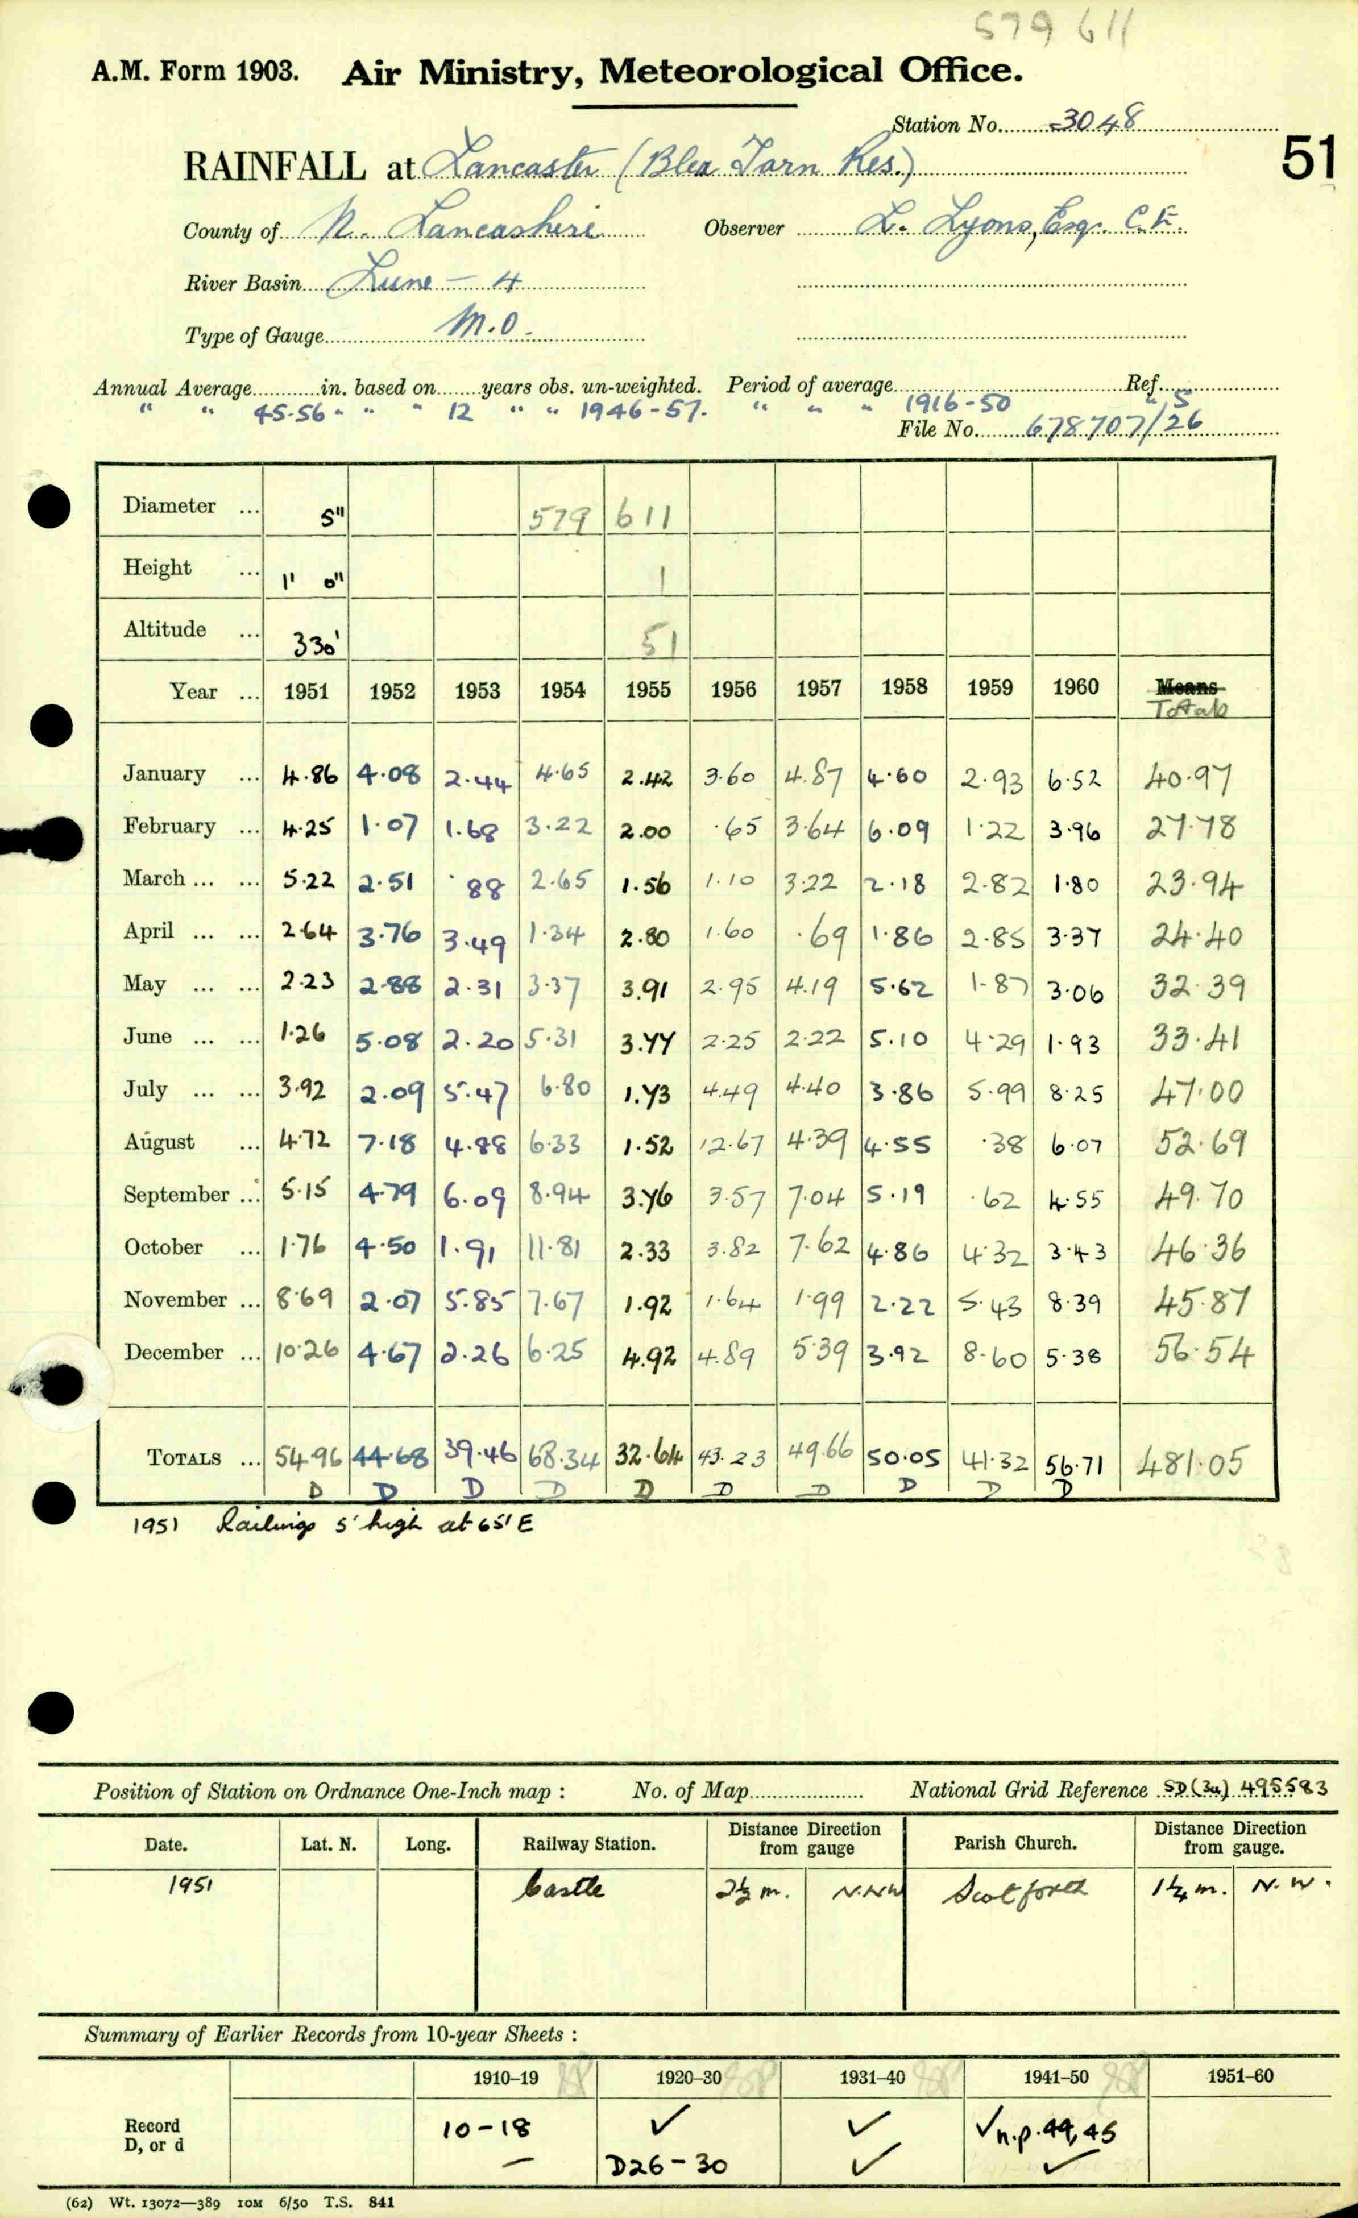 579 611
A.M. Form 1903. Air Ministry, Meteorological Office.
Station No. 3048
51
RAINFALL at Lancaster (Blea Tarn Res.)
County of N. Lancashire Observer L. Lyons, Esq. C.E.
River Basin Lune - 4
Type of Gauge M.O.
Annual Average in. based on years obs. un-weighted. Period of average Ref.
" " 45.56 " " " 12 " " 1946-57. " " " 1916-50 " 5
File No. 678707/26
Diameter ... 5" 579 611
Height ... 1' 0" 1
Altitude ... 330' 51
Year ... 1951 1952 1953 1954 1955 1956 1957 1958 1959 1960 Means
Totals
January ... 4.86 4.08 2.44 4.65 2.42 3.60 4.87 4.60 2.93 6.52 40.97
February ... 4.25 1.07 1.68 3.22 2.00 .65 3.64 6.09 1.22 3.96 27.78
March ... ... 5.22 2.51 .88 2.65 1.56 1.10 3.22 2.18 2.82 1.80 23.94
April ... ... 2.64 3.76 3.49 1.34 2.80 1.60 .69 1.86 2.85 3.37 24.40
May ... ... 2.23 2.88 2.31 3.37 3.91 2.95 4.19 5.62 1.87 3.06 32.39
June ... ... 1.26 5.08 2.20 5.31 3.77 2.25 2.22 5.10 4.29 1.93 33.41
July ... ... 3.92 2.09 5.47 6.80 1.73 4.49 4.40 3.86 5.99 8.25 47.00
August ... 4.72 7.18 4.88 6.33 1.52 12.67 4.39 4.55 .38 6.07 52.69
September ... 5.15 4.79 6.09 8.94 3.76 3.57 7.04 5.19 .62 4.55 49.70
October ... 1.76 4.50 1.91 11.81 2.33 3.82 7.62 4.86 4.32 3.43 46.36
November ... 8.69 2.07 5.85 7.67 1.92 1.64 1.99 2.22 5.43 8.39 45.87
December ... 10.26 4.67 2.26 6.25 4.92 4.89 5.39 3.92 8.60 5.38 56.54
TOTALS ... 54.96 44.68 39.46 68.34 32.64 43.23 49.66 50.05 41.32 56.71 481.05
D D D D D D D D D D
1951 Railings 5' high at 65' E
Position of Station on Ordnance One-Inch map : No. of Map National Grid Reference SD (34) 495583
Date. Lat. N. Long. Railway Station. Distance from Direction gauge Parish Church. Distance from Direction gauge.
1951 Castle 2½ m. N.NW Scotforth 1¼ m. N.W.
Summary of Earlier Records from 10-year Sheets :
1910–19 1920–30 1931–40 1941–50 1951–60
Record 10-18 ✓ ✓ ✓ n.p. 44,45
D, or d - D26-30 ✓ ✓
(62) Wt. 13072—389 10M 6/50 T.S. 841